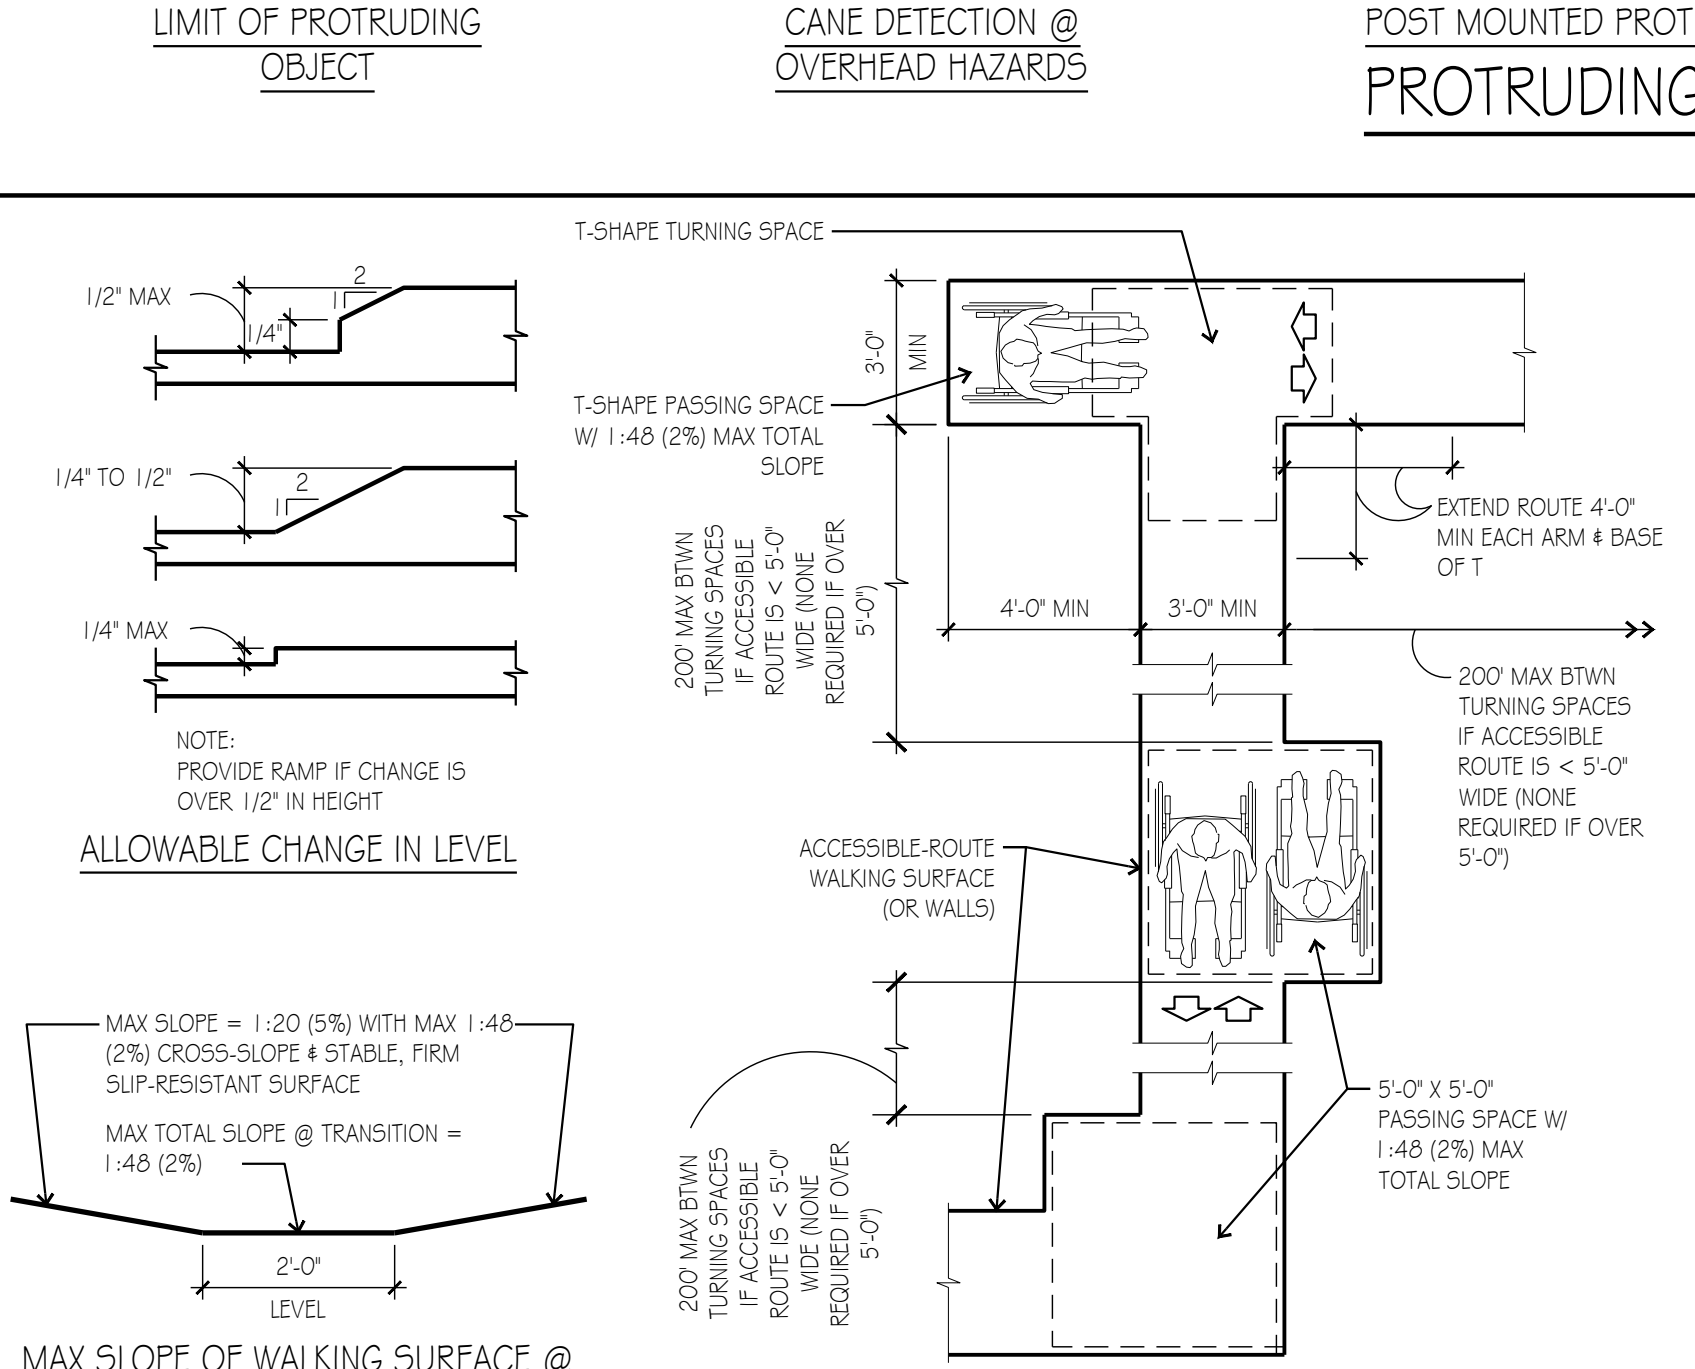 LIMIT OF PROTRUDING
OBJECT
CANE DETECTION @
OVERHEAD HAZARDS
POST MOUNTED PROT
PROTRUDING
1/2" MAX
2
1
1/4"
1/4" TO 1/2"
2
1
1/4" MAX
NOTE:
PROVIDE RAMP IF CHANGE IS
OVER 1/2" IN HEIGHT
ALLOWABLE CHANGE IN LEVEL
MAX SLOPE = 1:20 (5%) WITH MAX 1:48
(2%) CROSS-SLOPE & STABLE, FIRM
SLIP-RESISTANT SURFACE
MAX TOTAL SLOPE @ TRANSITION =
1:48 (2%)
2'-0"
LEVEL
MAX SLOPE OF WALKING SURFACE @
T-SHAPE TURNING SPACE
3'-0"
MIN
T-SHAPE PASSING SPACE
W/ 1:48 (2%) MAX TOTAL
SLOPE
EXTEND ROUTE 4'-0"
MIN EACH ARM & BASE
OF T
200' MAX BTWN
TURNING SPACES
IF ACCESSIBLE
ROUTE IS < 5'-0"
WIDE (NONE
REQUIRED IF OVER
5'-0")
4'-0" MIN
3'-0" MIN
200' MAX BTWN
TURNING SPACES
IF ACCESSIBLE
ROUTE IS < 5'-0"
WIDE (NONE
REQUIRED IF OVER
5'-0")
ACCESSIBLE-ROUTE
WALKING SURFACE
(OR WALLS)
5'-0" X 5'-0"
PASSING SPACE W/
1:48 (2%) MAX
TOTAL SLOPE
200' MAX BTWN
TURNING SPACES
IF ACCESSIBLE
ROUTE IS < 5'-0"
WIDE (NONE
REQUIRED IF OVER
5'-0")